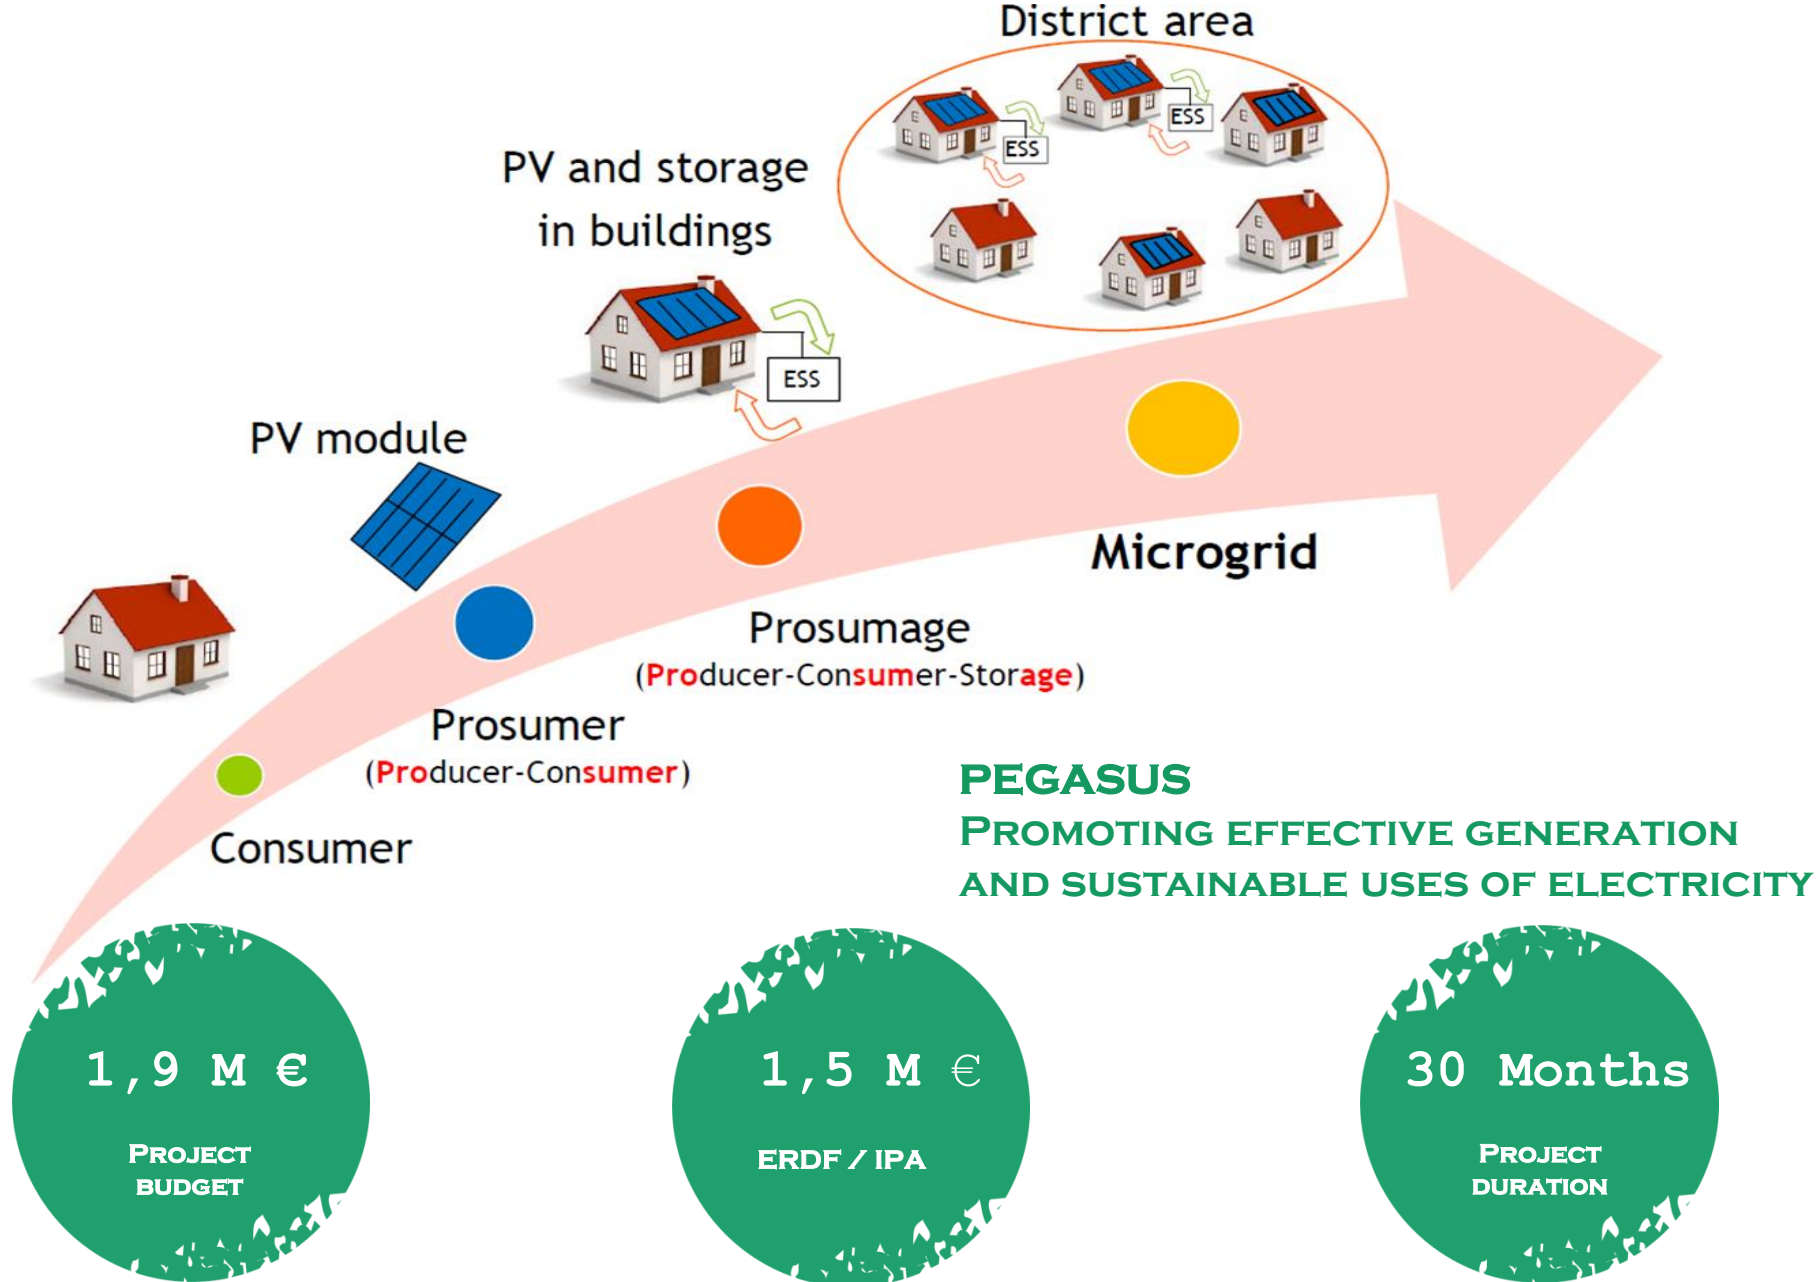 District area
ESS
ESS
PV and storage
in buildings
ESS
PV module
Microgrid
Prosumage
(Producer-Consumer-Storage)
Prosumer
(Producer-Consumer)
Consumer
PEGASUS
PROMOTING EFFECTIVE GENERATION
AND SUSTAINABLE USES OF ELECTRICITY
1,9 M €
PROJECT
BUDGET
1,5 M €
ERDF / IPA
30 Months
PROJECT
DURATION